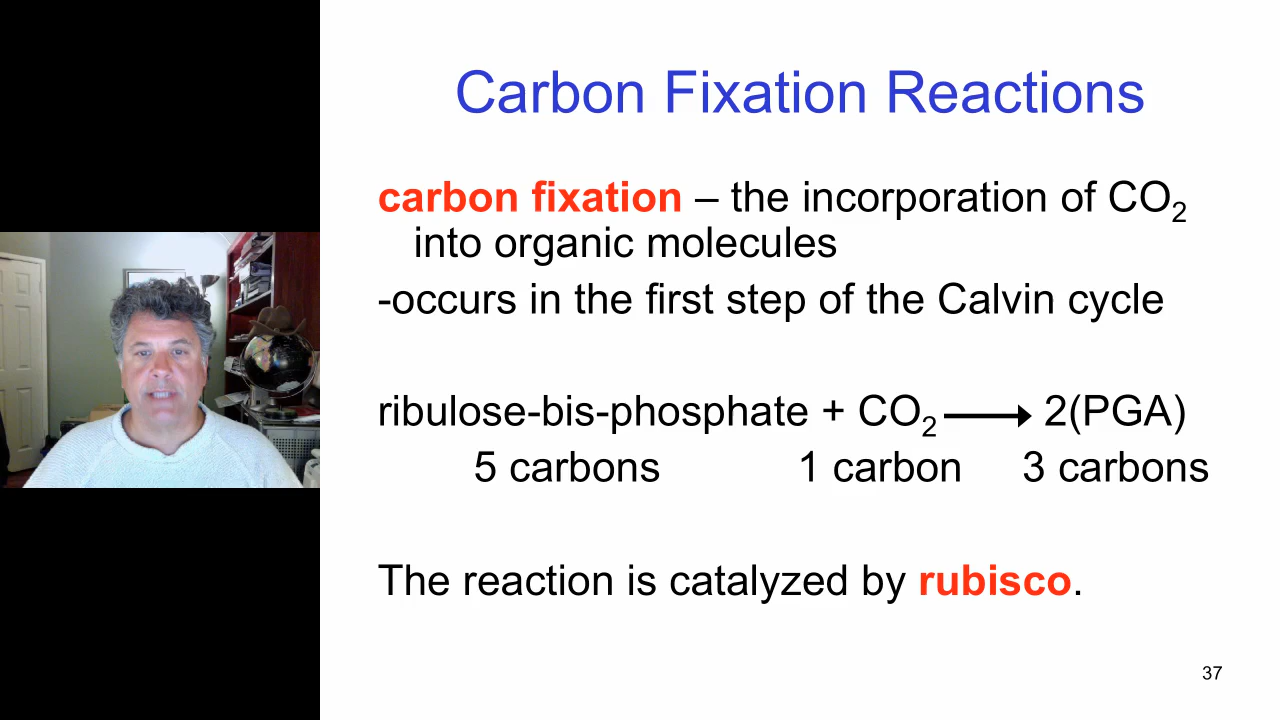 Carbon Fixation Reactions
carbon fixation – the incorporation of CO₂
into organic molecules
-occurs in the first step of the Calvin cycle
ribulose-bis-phosphate + CO₂ → 2(PGA)
5 carbons 1 carbon 3 carbons
The reaction is catalyzed by rubisco.
37